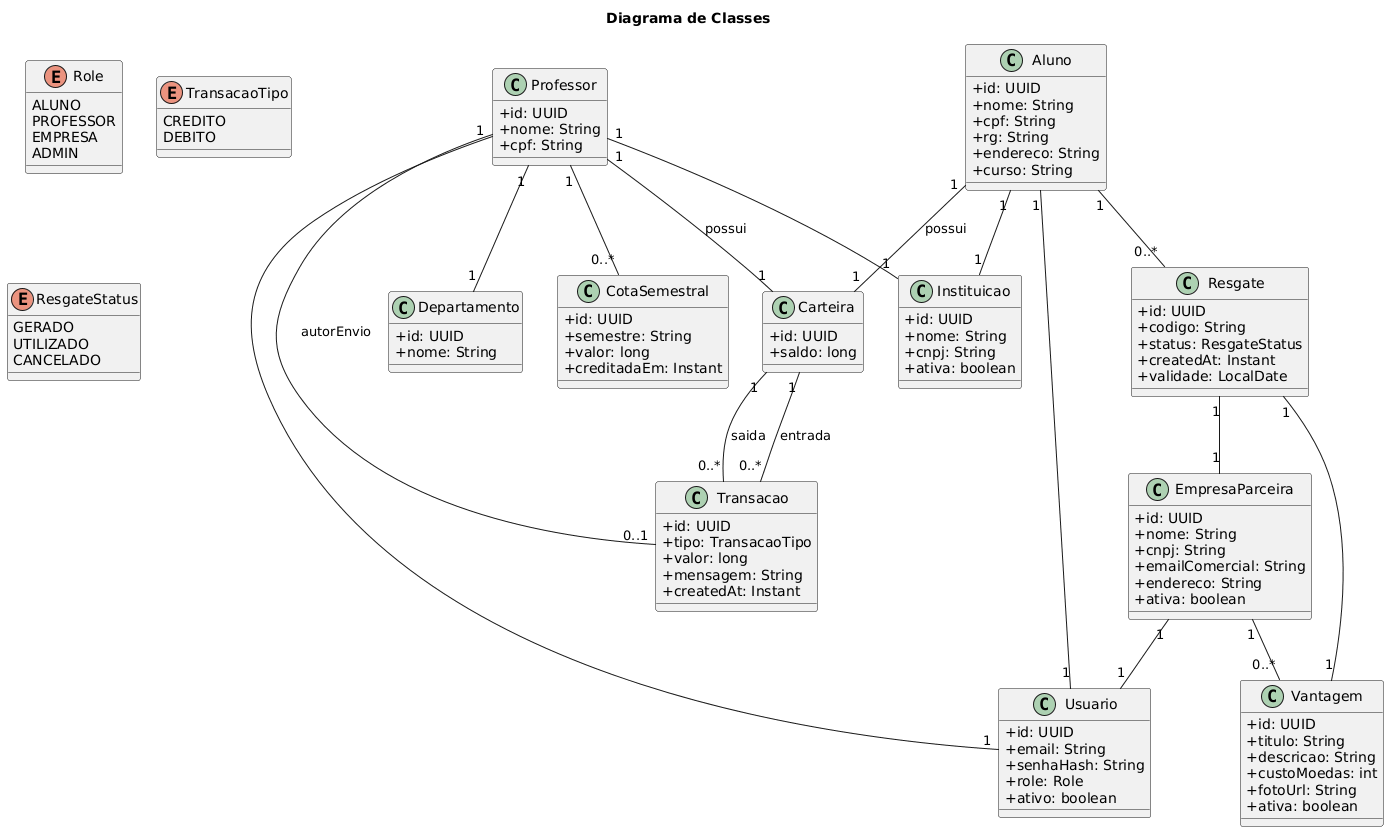 Diagrama de Classes
E Role
ALUNO
PROFESSOR
EMPRESA
ADMIN
E TransacaoTipo
CREDITO
DEBITO
C Professor
+id: UUID
+nome: String
+cpf: String
C Aluno
+id: UUID
+nome: String
+cpf: String
+rg: String
+endereco: String
+curso: String
1
1
1
1
1
1
1
1
1
possui
possui
0..*
0..*
1
1
1
1
1
E ResgateStatus
GERADO
UTILIZADO
CANCELADO
autorEnvio
C Departamento
+id: UUID
+nome: String
C CotaSemestral
+id: UUID
+semestre: String
+valor: long
+creditadaEm: Instant
C Carteira
+id: UUID
+saldo: long
C Instituicao
+id: UUID
+nome: String
+cnpj: String
+ativa: boolean
C Resgate
+id: UUID
+codigo: String
+status: ResgateStatus
+createdAt: Instant
+validade: LocalDate
1
1
1
1
saida
entrada
0..*
0..*
1
C Transacao
+id: UUID
+tipo: TransacaoTipo
+valor: long
+mensagem: String
+createdAt: Instant
0..1
C EmpresaParceira
+id: UUID
+nome: String
+cnpj: String
+emailComercial: String
+endereco: String
+ativa: boolean
1
1
1
1
0..*
1
1
C Usuario
+id: UUID
+email: String
+senhaHash: String
+role: Role
+ativo: boolean
C Vantagem
+id: UUID
+titulo: String
+descricao: String
+custoMoedas: int
+fotoUrl: String
+ativa: boolean